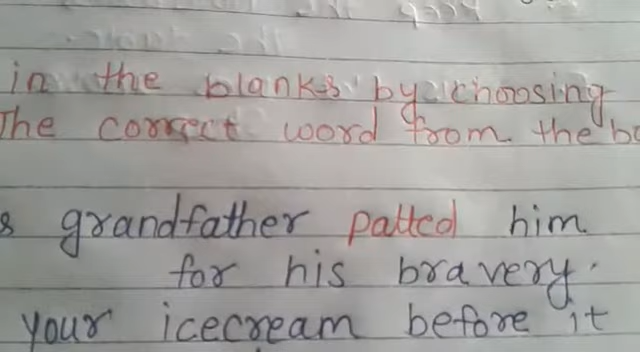 in the blanks by choosing
The correct word from the bo
s grandfather patted him
for his bravery.
your icecream before it